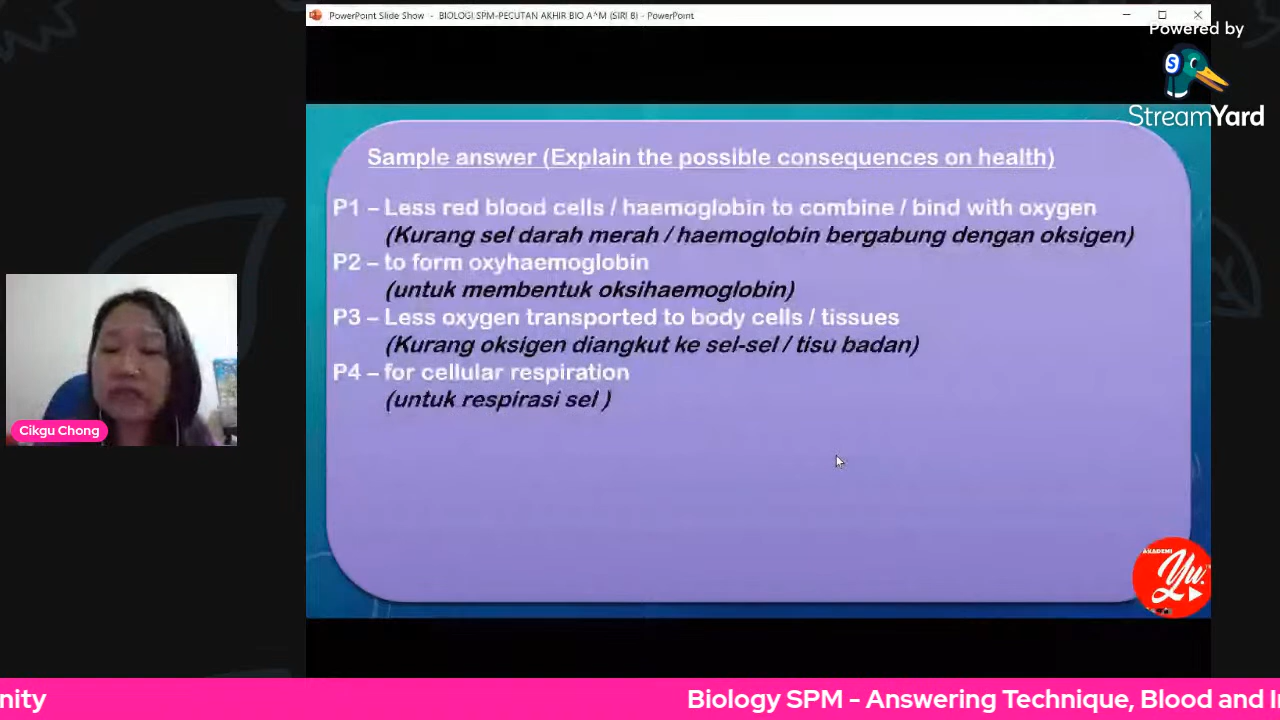 PowerPoint Slide Show - BIOLOGI SPM-PECUTAN AKHIR BIO A^M (SIRI 8) - PowerPoint
Powered by
S
StreamYard
Sample answer (Explain the possible consequences on health)
P1 – Less red blood cells / haemoglobin to combine / bind with oxygen
(Kurang sel darah merah / haemoglobin bergabung dengan oksigen)
P2 – to form oxyhaemoglobin
(untuk membentuk oksihaemoglobin)
P3 – Less oxygen transported to body cells / tissues
(Kurang oksigen diangkut ke sel-sel / tisu badan)
P4 – for cellular respiration
(untuk respirasi sel )
Cikgu Chong
AKADEMI
Yu.
nity
Biology SPM - Answering Technique, Blood and I